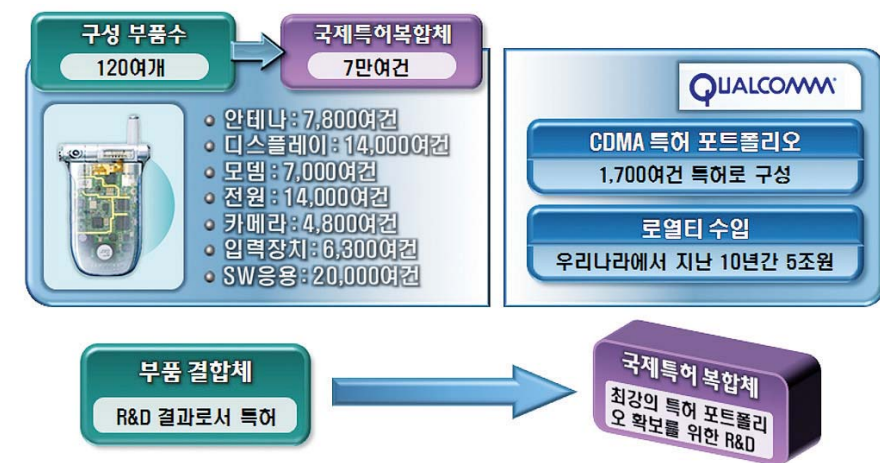 구성 부품수
120여개
국제특허복합체
7만여건
• 안테나 : 7,800여건
• 디스플레이 : 14,000여건
• 모뎀 : 7,000여건
• 전원 : 14,000여건
• 카메라 : 4,800여건
• 입력장치 : 6,300여건
• SW응용 : 20,000여건
QUALCOMM
CDMA 특허 포트폴리오
1,700여건 특허로 구성
로열티 수입
우리나라에서 지난 10년간 5조원
부품 결합체
R&D 결과로서 특허
국제특허 복합체
최강의 특허 포트폴리
오 확보를 위한 R&D